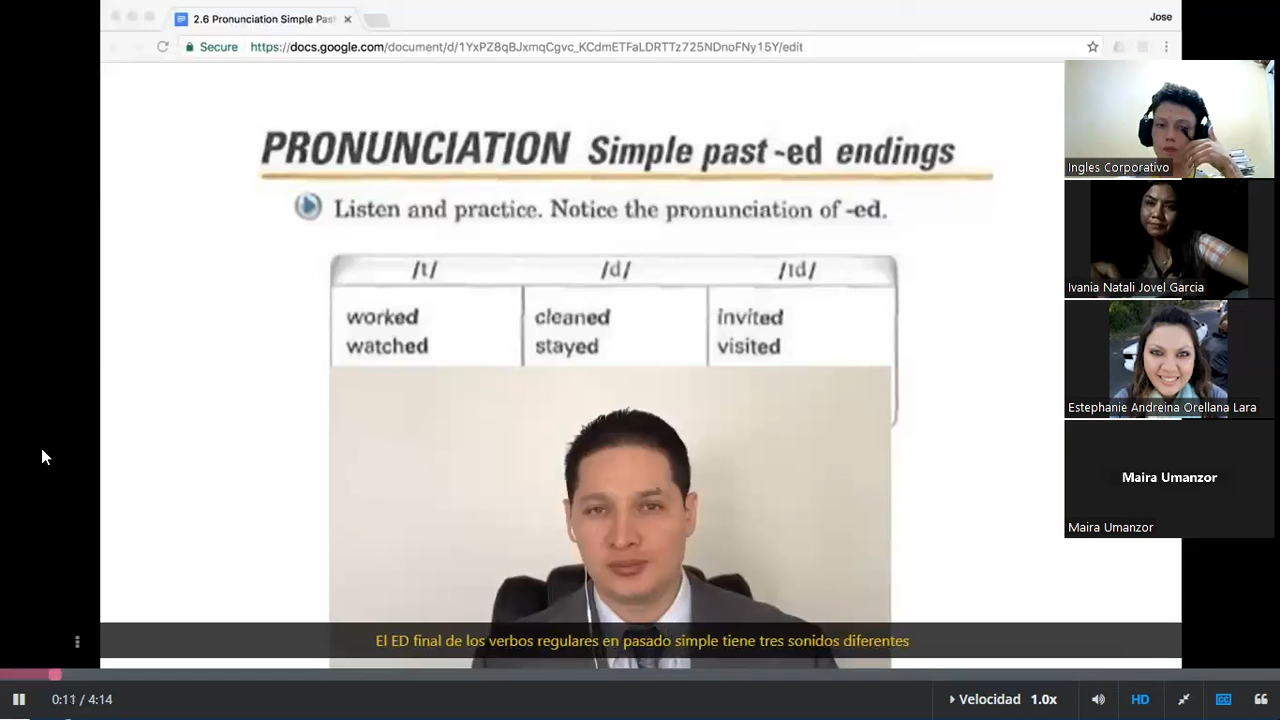 2.6 Pronunciation Simple Pas
Jose
Secure
https://docs.google.com/document/d/1YxPZ8qBJxmqCgvc_KCdmETFaLDRTTz725NDnoFNy15Y/edit
PRONUNCIATION Simple past -ed endings
Listen and practice. Notice the pronunciation of -ed.
/t/ /d/ /ɪd/
worked cleaned invited
watched stayed visited
Ingles Corporativo
Ivania Natali Jovel Garcia
Estephanie Andreina Orellana Lara
Maira Umanzor
Maira Umanzor
El ED final de los verbos regulares en pasado simple tiene tres sonidos diferentes
0:11 / 4:14
Velocidad 1.0x
HD
CC